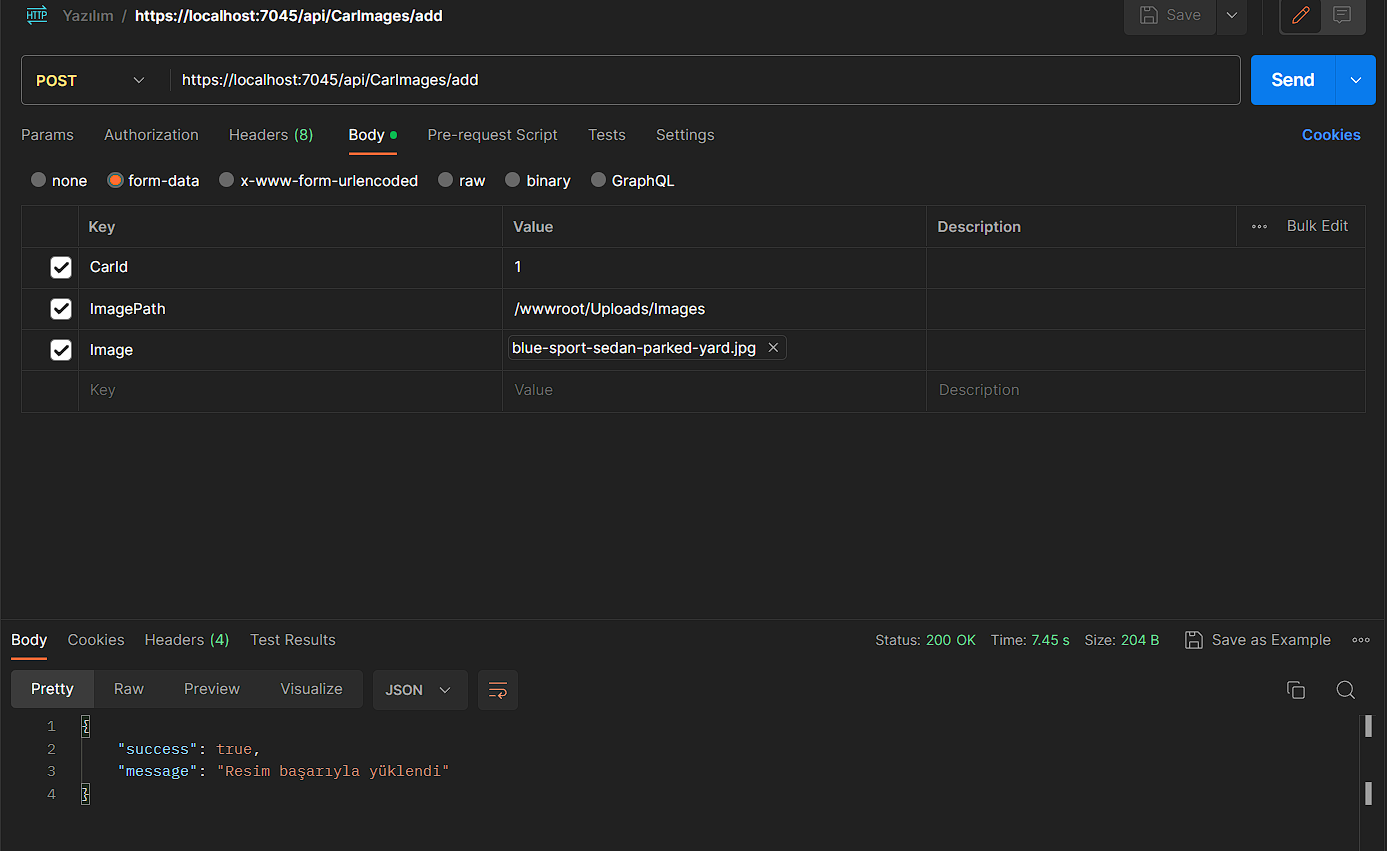 HTTP Yazılım / https://localhost:7045/api/CarImages/add Save
POST https://localhost:7045/api/CarImages/add Send
Params Authorization Headers (8) Body Pre-request Script Tests Settings Cookies
none form-data x-www-form-urlencoded raw binary GraphQL
Key Value Description Bulk Edit
CarId 1
ImagePath /wwwroot/Uploads/Images
Image blue-sport-sedan-parked-yard.jpg
Key Value Description
Body Cookies Headers (4) Test Results Status: 200 OK Time: 7.45 s Size: 204 B Save as Example
Pretty Raw Preview Visualize JSON
1 {
2 "success": true,
3 "message": "Resim başarıyla yüklendi"
4 }